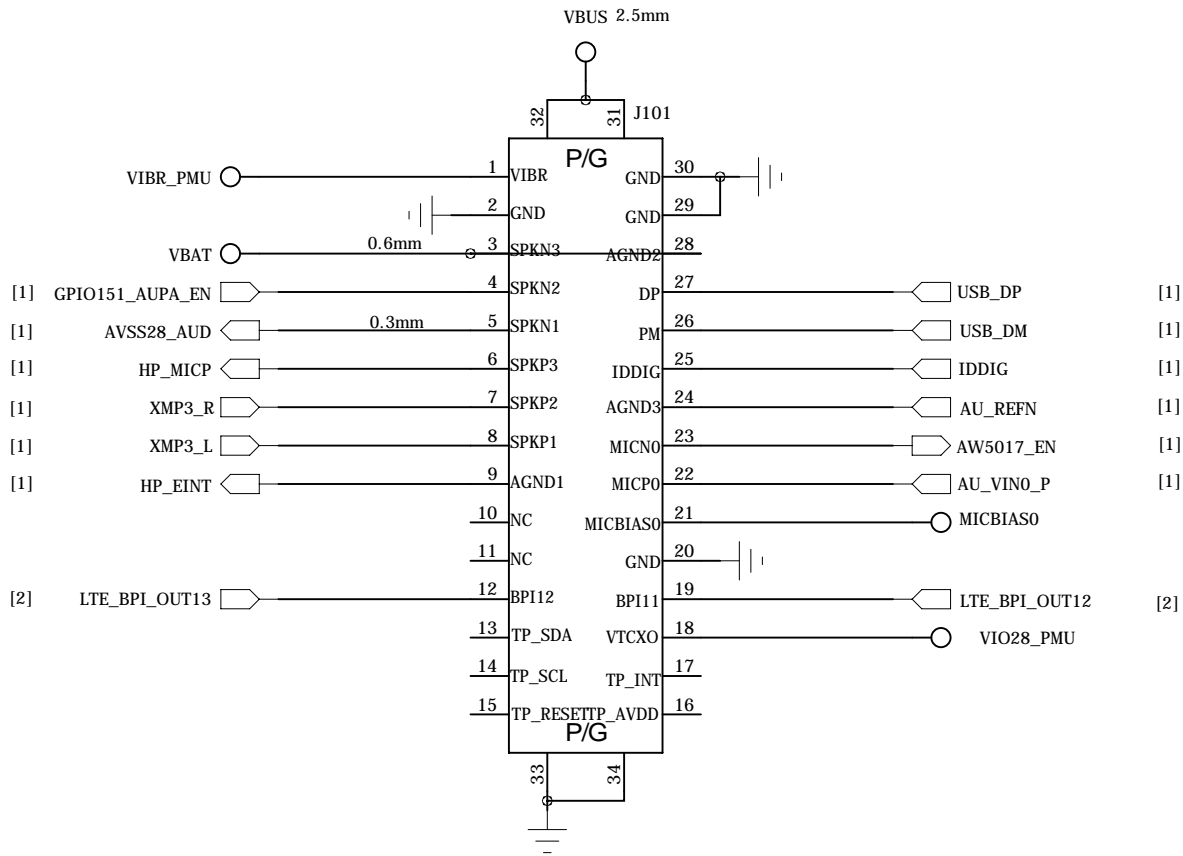 VBUS 2.5mm
32 31 J101
P/G
VIBR_PMU 1 VIBR GND 30
2 GND GND 29
VBAT 0.6mm 3 SPKN3 AGND2 28
[1] GPIO151_AUPA_EN 4 SPKN2 DP 27 USB_DP [1]
[1] AVSS28_AUD 0.3mm 5 SPKN1 PM 26 USB_DM [1]
[1] HP_MICP 6 SPKP3 IDDIG 25 IDDIG [1]
[1] XMP3_R 7 SPKP2 AGND3 24 AU_REFN [1]
[1] XMP3_L 8 SPKP1 MICN0 23 AW5017_EN [1]
[1] HP_EINT 9 AGND1 MICP0 22 AU_VIN0_P [1]
10 NC MICBIAS0 21 MICBIAS0
11 NC GND 20
[2] LTE_BPI_OUT13 12 BPI12 BPI11 19 LTE_BPI_OUT12 [2]
13 TP_SDA VTCXO 18 VIO28_PMU
14 TP_SCL TP_INT 17
15 TP_RESET TP_AVDD 16
P/G
33 34